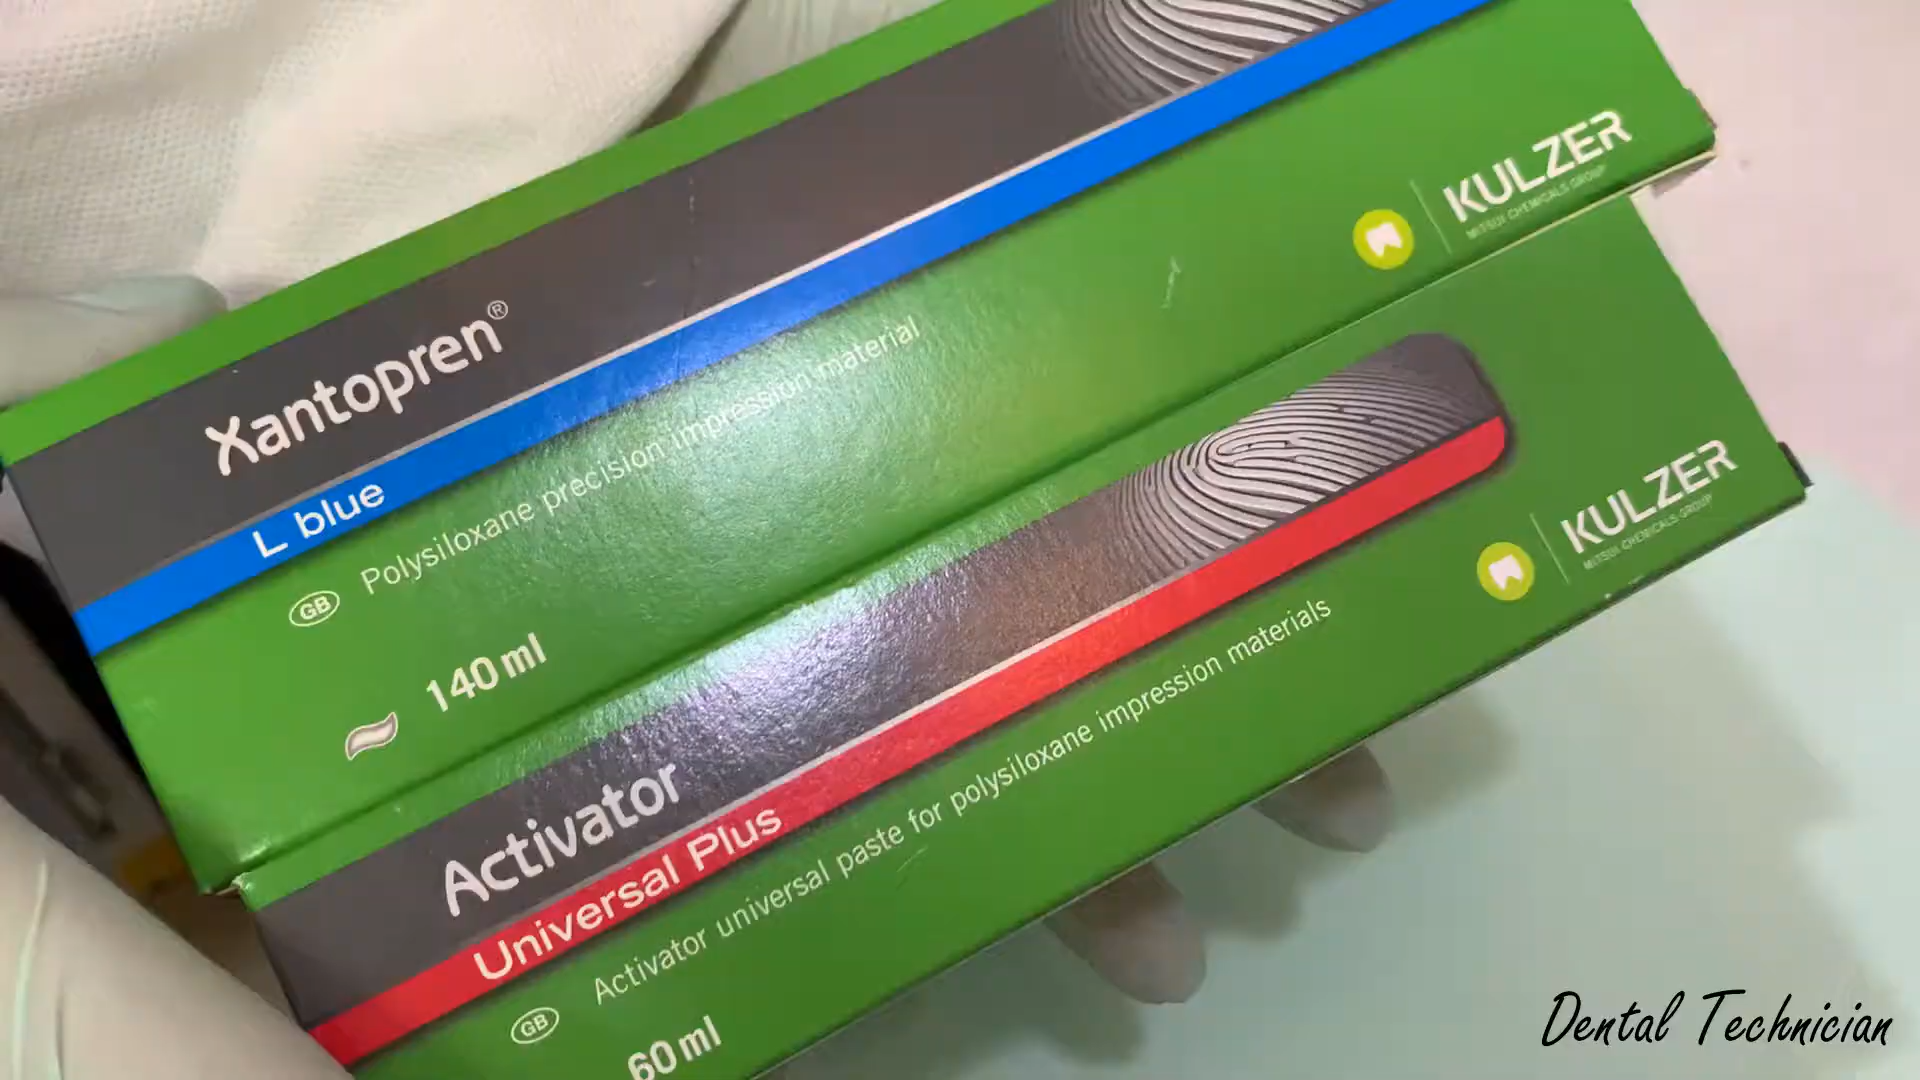 Xantopren®
L blue
GB Polysiloxane precision impression material
140 ml
KULZER
MITSUI CHEMICALS GROUP
Activator
Universal Plus
GB Activator universal paste for polysiloxane impression materials
60 ml
KULZER
MITSUI CHEMICALS GROUP
Dental Technician